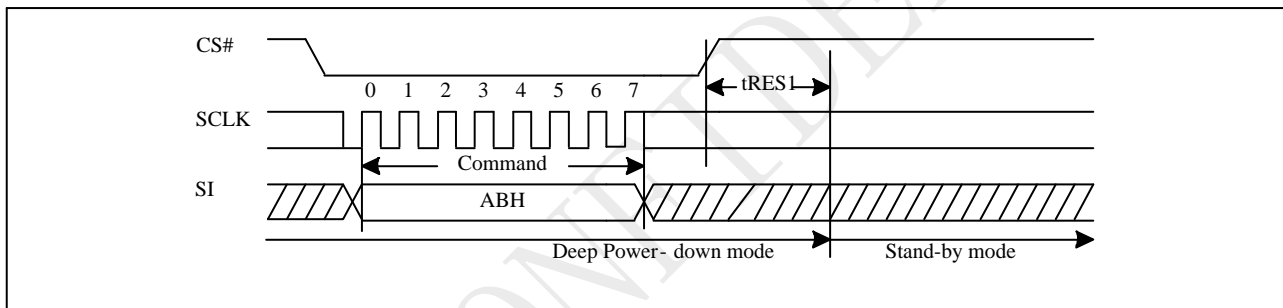 CS#
tRES1
0 1 2 3 4 5 6 7
SCLK
Command
SI
ABH
Deep Power- down mode
Stand-by mode